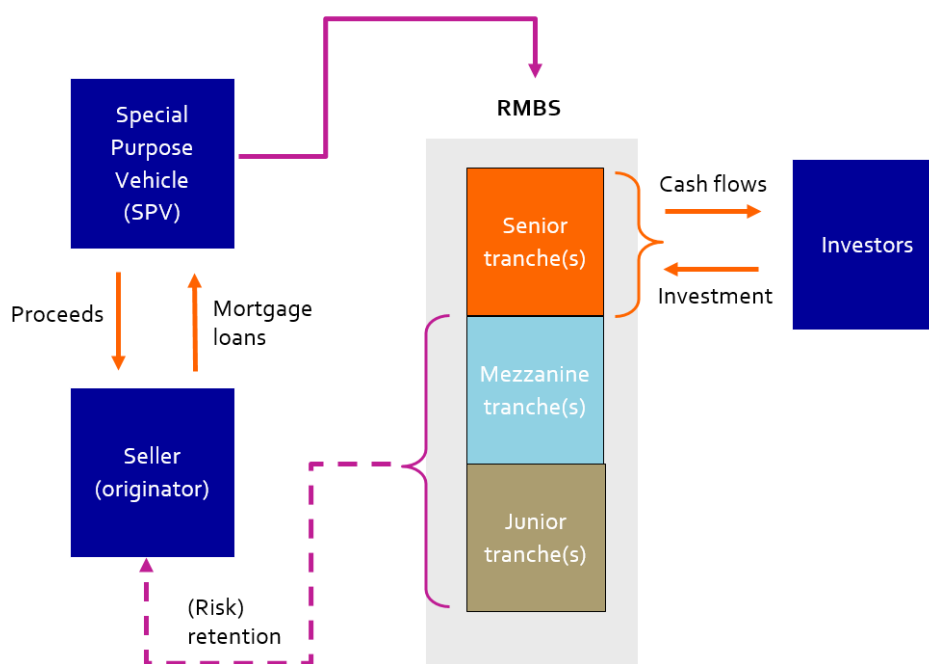 Special
Purpose
Vehicle
(SPV)
Proceeds
Mortgage
loans
Seller
(originator)
(Risk)
retention
RMBS
Senior
tranche(s)
Mezzanine
tranche(s)
Junior
tranche(s)
Cash flows
Investment
Investors